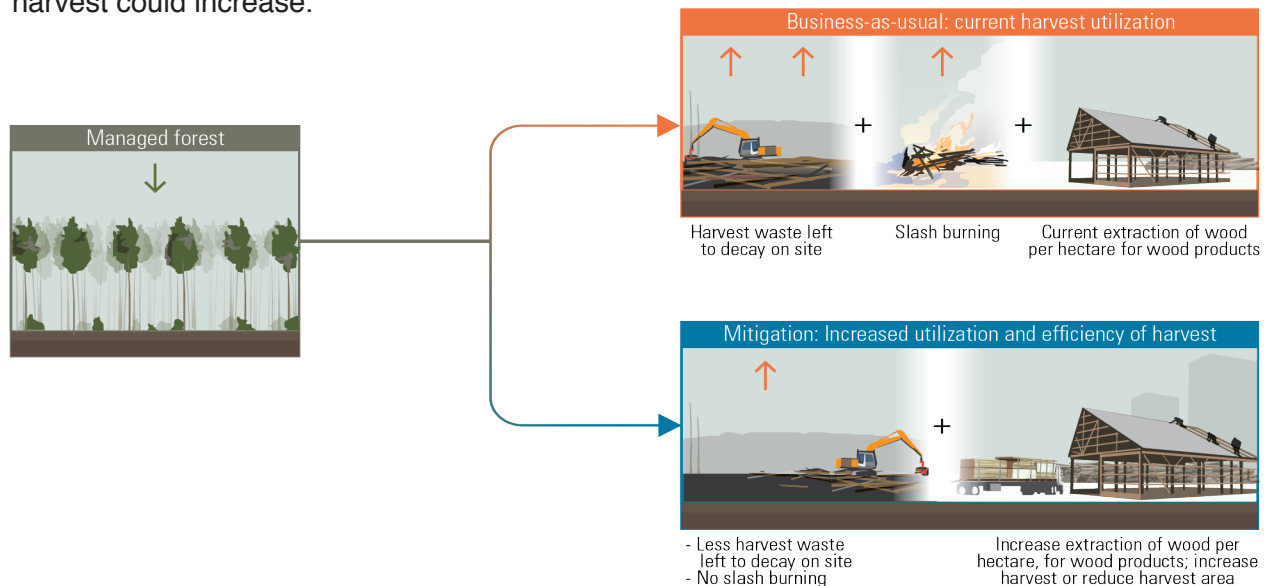 harvest could increase.
Managed forest
Business-as-usual: current harvest utilization
+
+
Harvest waste left
to decay on site
Slash burning
Current extraction of wood
per hectare for wood products
Mitigation: Increased utilization and efficiency of harvest
+
- Less harvest waste
left to decay on site
- No slash burning
Increase extraction of wood per
hectare, for wood products; increase
harvest or reduce harvest area